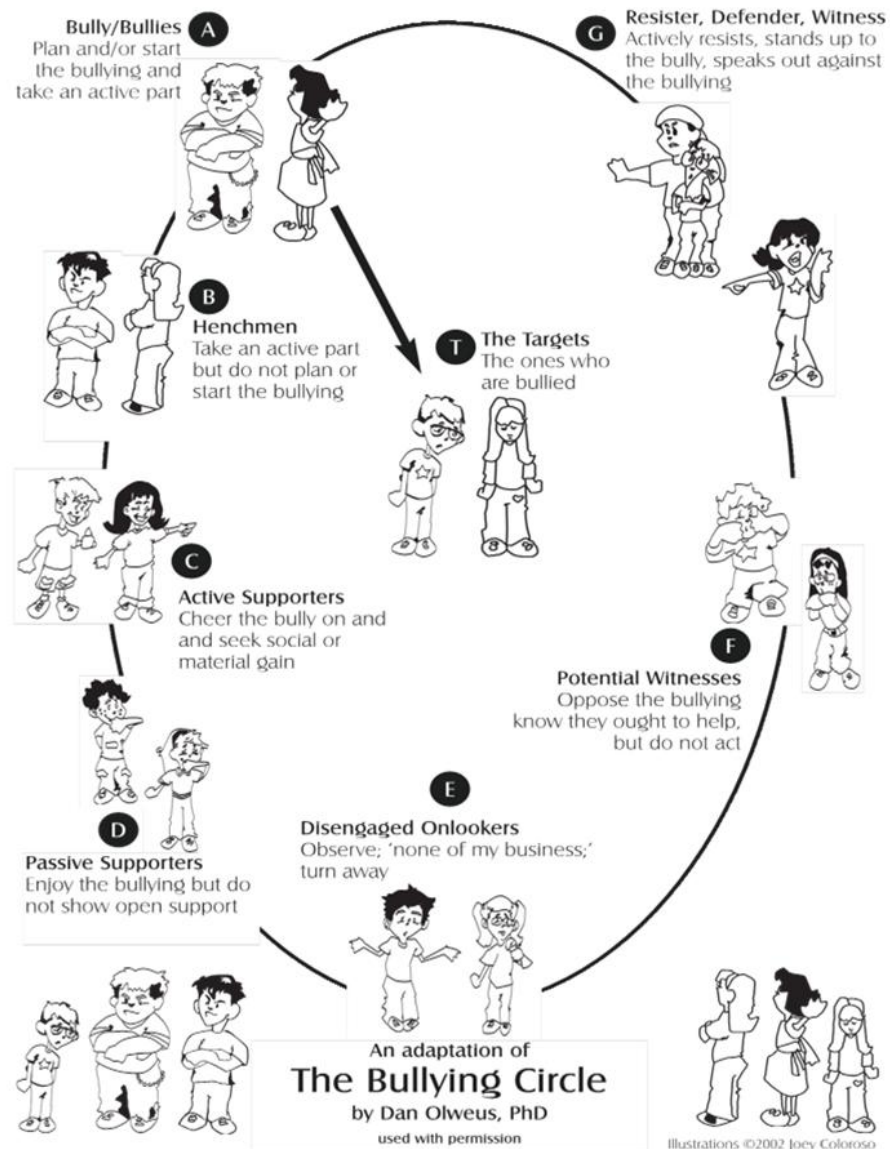 A
Bully/Bullies
Plan and/or start
the bullying and
take an active part
G
Resister, Defender, Witness
Actively resists, stands up to
the bully, speaks out against
the bullying
B
Henchmen
Take an active part
but do not plan or
start the bullying
T
The Targets
The ones who
are bullied
C
Active Supporters
Cheer the bully on and
and seek social or
material gain
F
Potential Witnesses
Oppose the bullying
know they ought to help,
but do not act
D
Passive Supporters
Enjoy the bullying but do
not show open support
E
Disengaged Onlookers
Observe; 'none of my business;'
turn away
An adaptation of
The Bullying Circle
by Dan Olweus, PhD
used with permission
Illustrations ©2002 Joey Coloroso